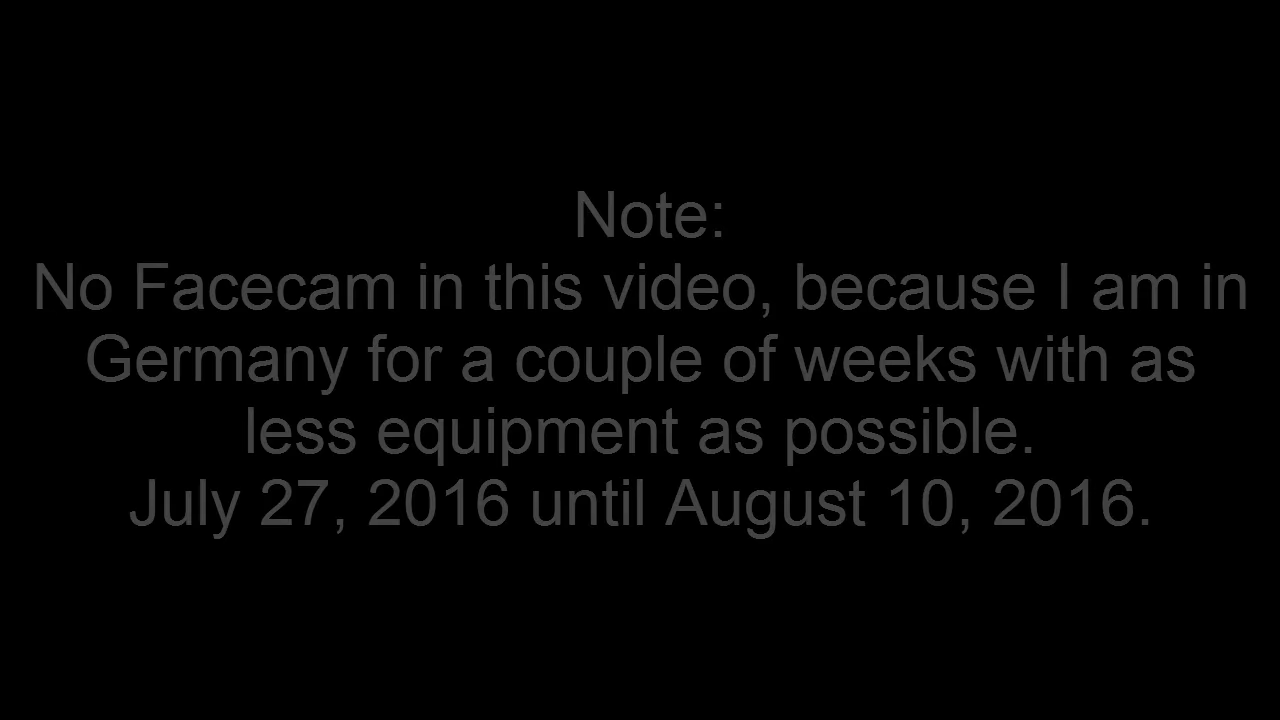 Note:
No Facecam in this video, because I am in
Germany for a couple of weeks with as
less equipment as possible.
July 27, 2016 until August 10, 2016.